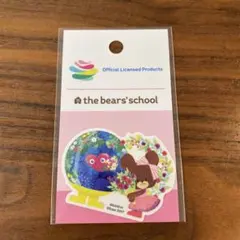 Official Licensed Products
the bears' school